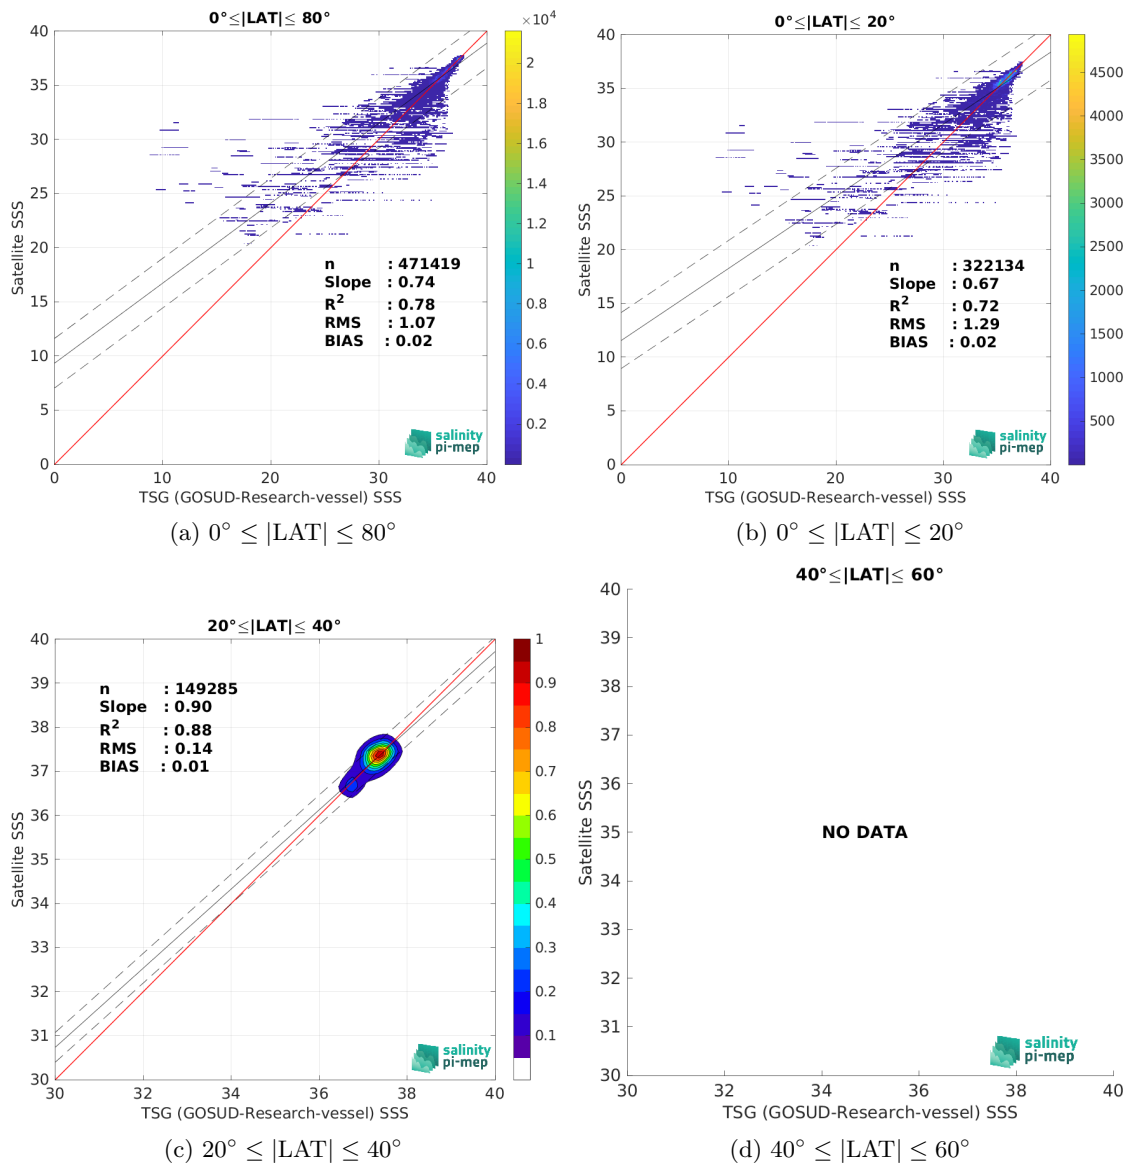 0°≤|LAT|≤ 80°
×10⁴
40
35
30
25
20
15
10
5
0
Satellite SSS
n : 471419
Slope : 0.74
R² : 0.78
RMS : 1.07
BIAS : 0.02
salinity
pi-mep
0 10 20 30 40
TSG (GOSUD-Research-vessel) SSS
2
1.8
1.6
1.4
1.2
1
0.8
0.6
0.4
0.2
(a) 0° ≤ |LAT| ≤ 80°
0°≤|LAT|≤ 20°
40
35
30
25
20
15
10
5
0
Satellite SSS
n : 322134
Slope : 0.67
R² : 0.72
RMS : 1.29
BIAS : 0.02
salinity
pi-mep
0 10 20 30 40
TSG (GOSUD-Research-vessel) SSS
4500
4000
3500
3000
2500
2000
1500
1000
500
(b) 0° ≤ |LAT| ≤ 20°
20°≤|LAT|≤ 40°
40
39
38
37
36
35
34
33
32
31
30
Satellite SSS
n : 149285
Slope : 0.90
R² : 0.88
RMS : 0.14
BIAS : 0.01
salinity
pi-mep
30 32 34 36 38 40
TSG (GOSUD-Research-vessel) SSS
1
0.9
0.8
0.7
0.6
0.5
0.4
0.3
0.2
0.1
(c) 20° ≤ |LAT| ≤ 40°
40°≤|LAT|≤ 60°
40
39
38
37
36
35
34
33
32
31
30
Satellite SSS
NO DATA
salinity
pi-mep
30 32 34 36 38 40
TSG (GOSUD-Research-vessel) SSS
(d) 40° ≤ |LAT| ≤ 60°